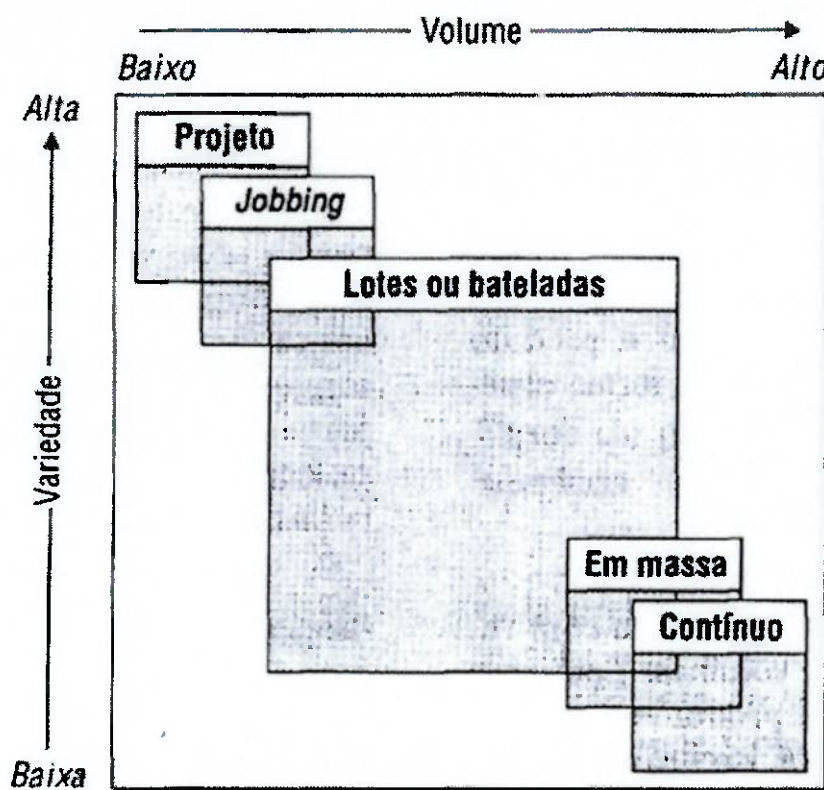 Volume
Baixo
Alto
Alta
Projeto
Jobbing
Lotes ou bateladas
Variedade
Em massa
Contínuo
Baixa